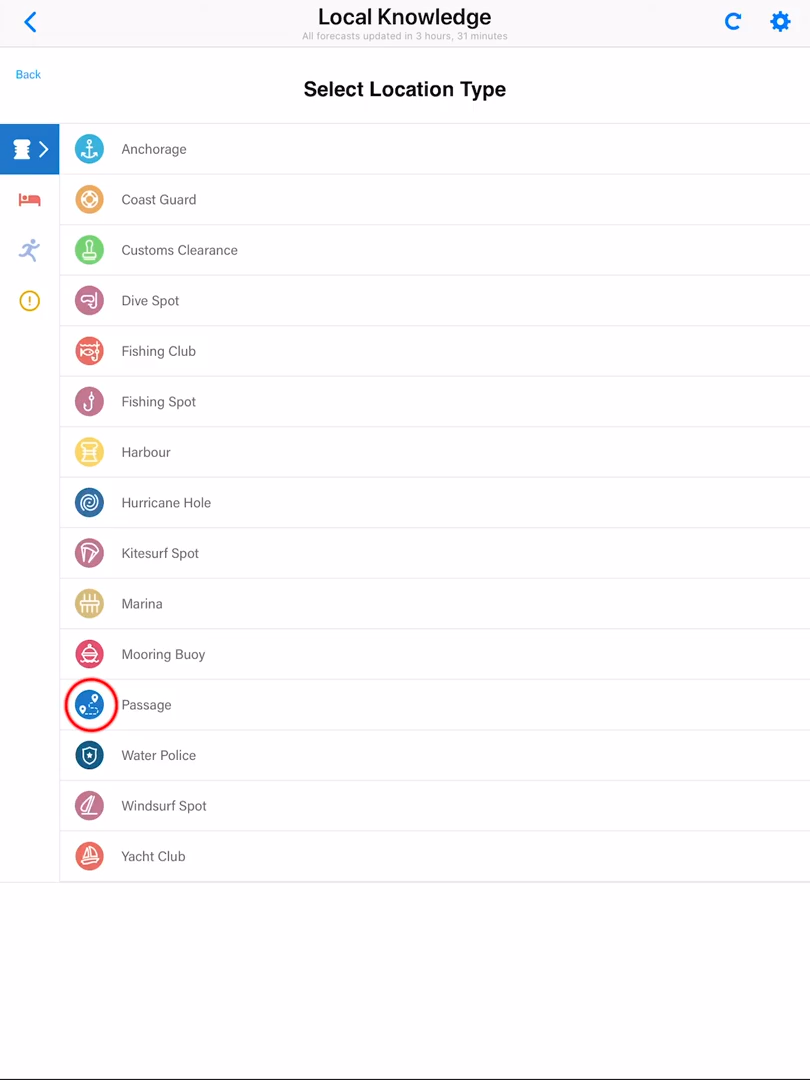 Local Knowledge
All forecasts updated in 3 hours, 31 minutes
Back
Select Location Type
Anchorage
Coast Guard
Customs Clearance
Dive Spot
Fishing Club
Fishing Spot
Harbour
Hurricane Hole
Kitesurf Spot
Marina
Mooring Buoy
Passage
Water Police
Windsurf Spot
Yacht Club